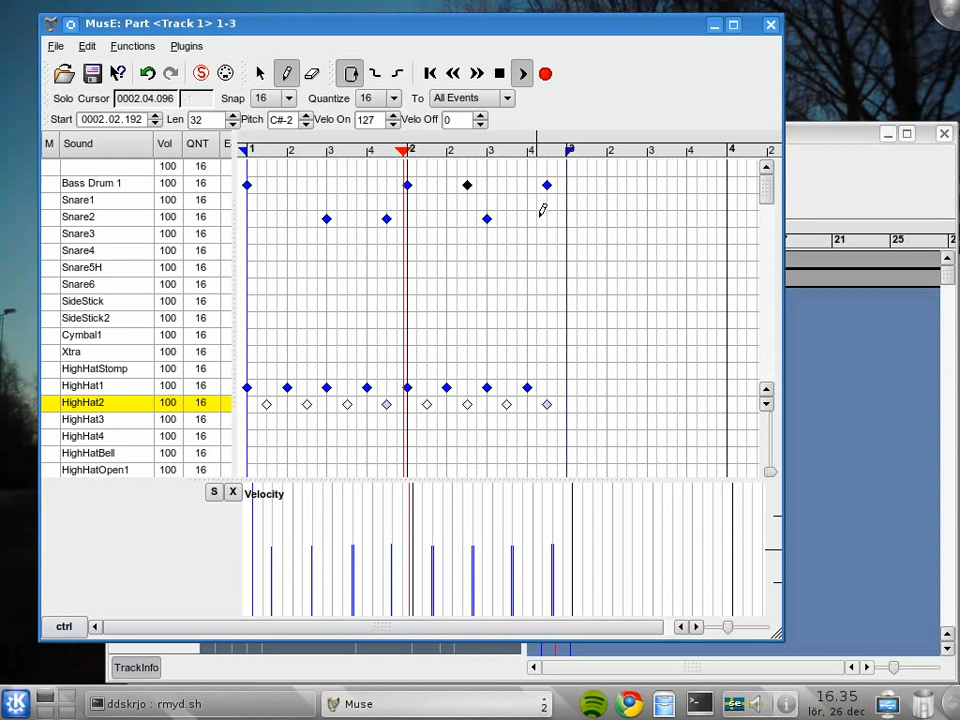 MusE: Part <Track 1> 1-3
File Edit Functions Plugins
Solo Cursor 0002.04.096 Snap 16 Quantize 16 To All Events
Start 0002.02.192 Len 32 Pitch C#-2 Velo On 127 Velo Off 0
M Sound Vol QNT E 1 2 3 4 2 2 3 4 3 2 3 4 4 2
100 16
Bass Drum 1 100 16
Snare1 100 16
Snare2 100 16
Snare3 100 16
Snare4 100 16
Snare5H 100 16
Snare6 100 16
SideStick 100 16
SideStick2 100 16
Cymbal1 100 16
Xtra 100 16
HighHatStomp 100 16
HighHat1 100 16
HighHat2 100 16
HighHat3 100 16
HighHat4 100 16
HighHatBell 100 16
HighHatOpen1 100 16
21 25
S X Velocity
ctrl
TrackInfo
ddskrjo : rmyd.sh
Muse 2
se
16.35
lör, 26 dec